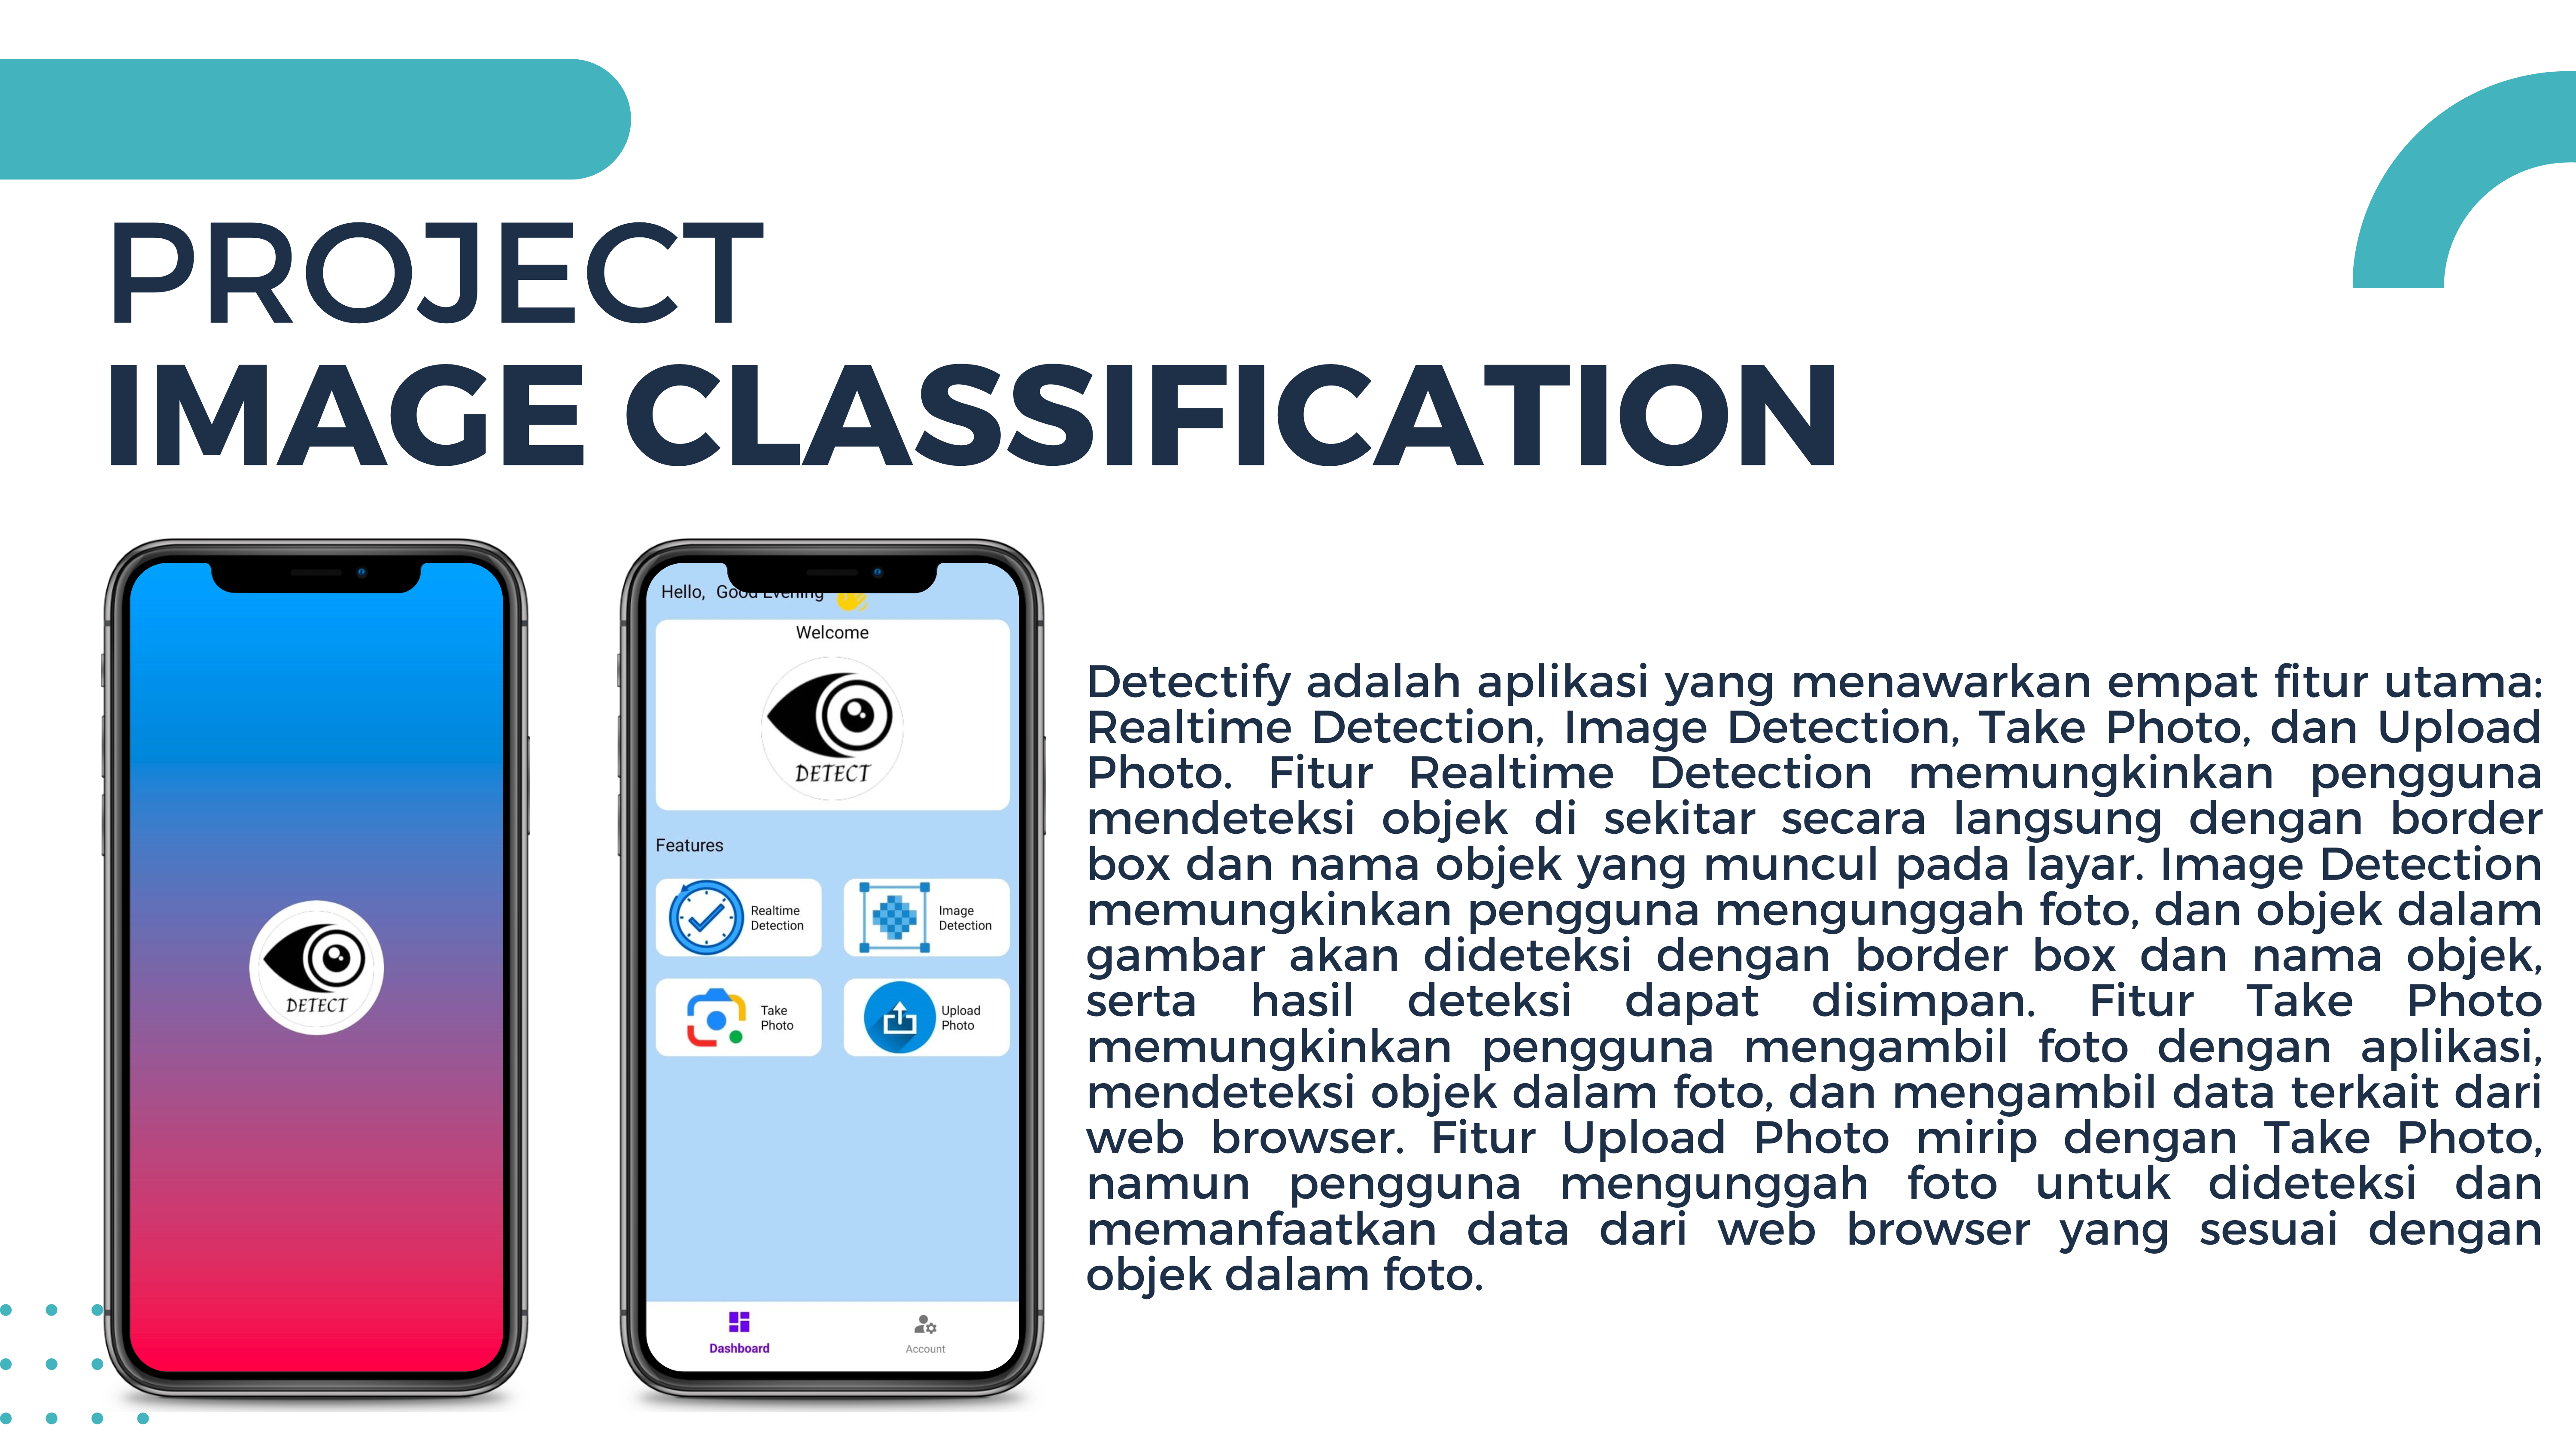 PROJECT
IMAGE CLASSIFICATION
DETECT
Hello, Good Evening
Welcome
DETECT
Features
Realtime
Detection
Image
Detection
Take
Photo
Upload
Photo
Dashboard
Account
Detectify adalah aplikasi yang menawarkan empat fitur utama:
Realtime Detection, Image Detection, Take Photo, dan Upload
Photo. Fitur Realtime Detection memungkinkan pengguna
mendeteksi objek di sekitar secara langsung dengan border
box dan nama objek yang muncul pada layar. Image Detection
memungkinkan pengguna mengunggah foto, dan objek dalam
gambar akan dideteksi dengan border box dan nama objek,
serta hasil deteksi dapat disimpan. Fitur Take Photo
memungkinkan pengguna mengambil foto dengan aplikasi,
mendeteksi objek dalam foto, dan mengambil data terkait dari
web browser. Fitur Upload Photo mirip dengan Take Photo,
namun pengguna mengunggah foto untuk dideteksi dan
memanfaatkan data dari web browser yang sesuai dengan
objek dalam foto.